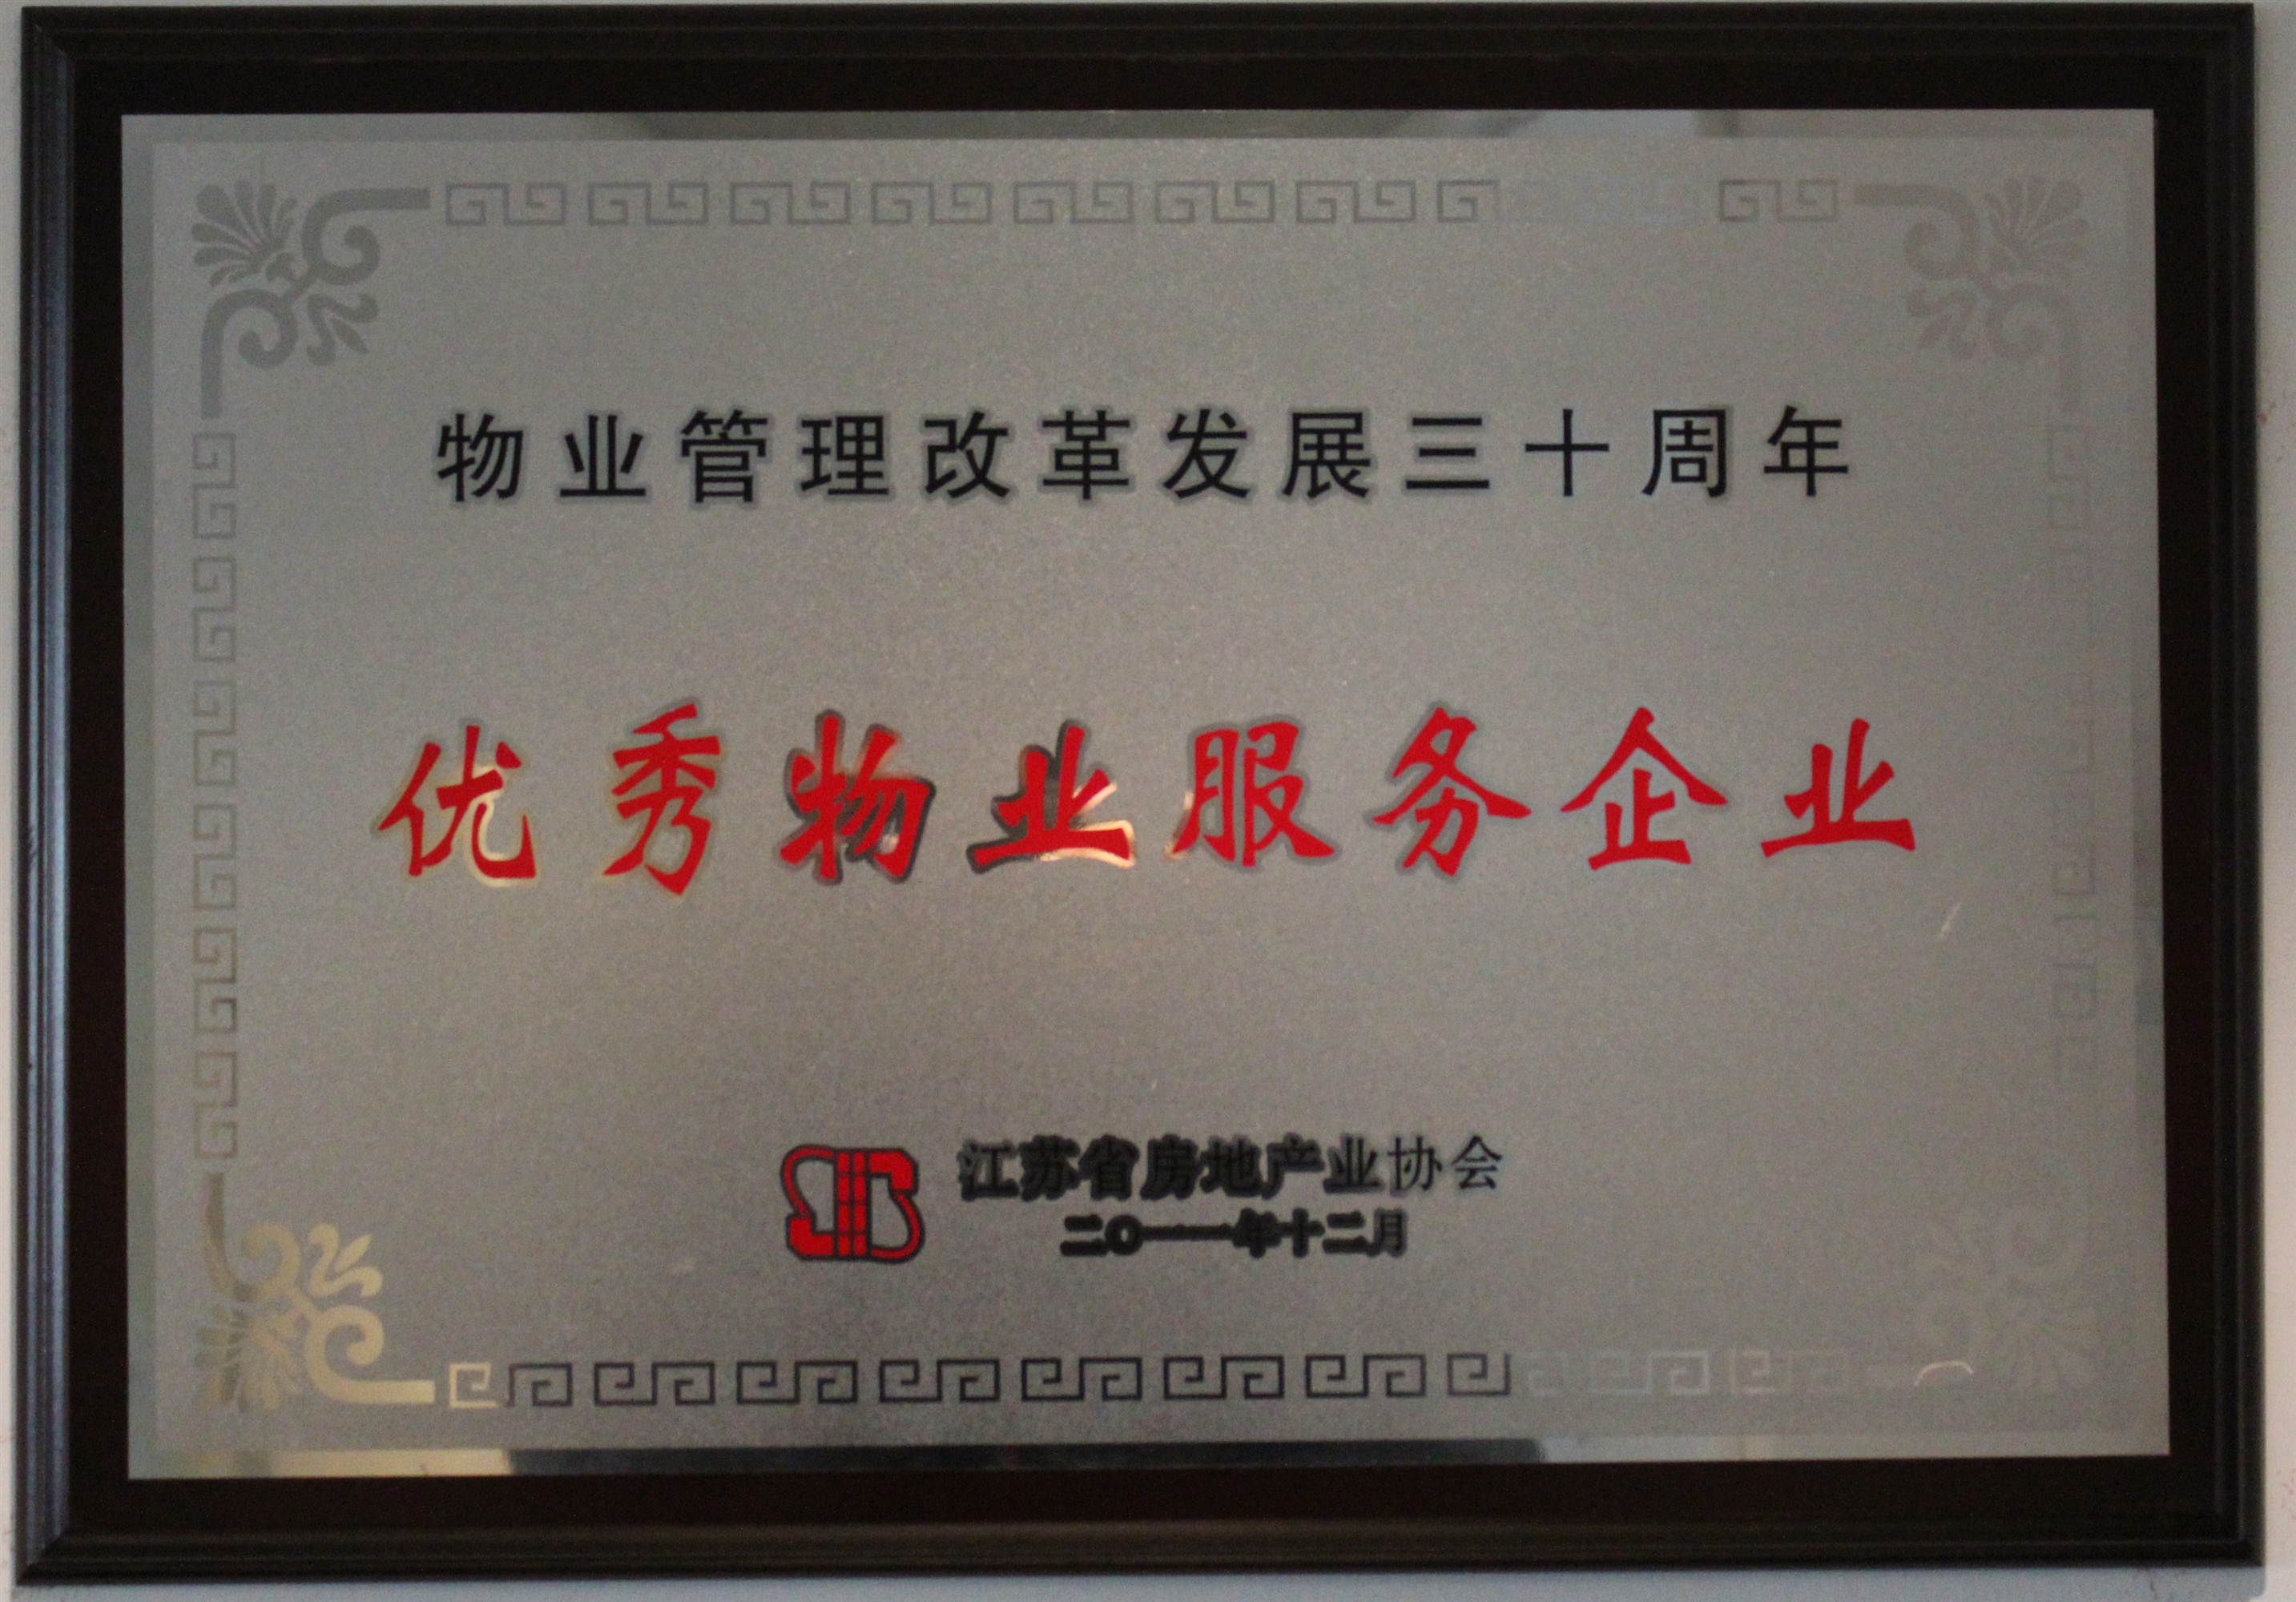 物业管理改革发展三十周年
优秀物业服务企业
江苏省房地产业协会
二〇一一年十二月